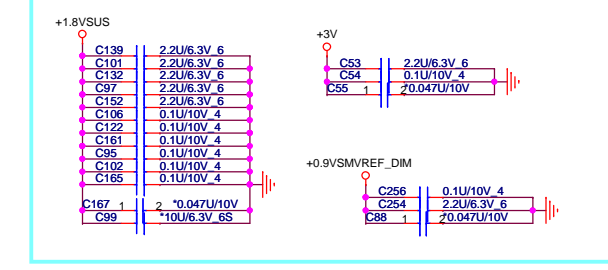 +1.8VSUS
C139 2.2U/6.3V_6
C101 2.2U/6.3V_6
C132 2.2U/6.3V_6
C97 2.2U/6.3V_6
C152 2.2U/6.3V_6
C106 0.1U/10V_4
C122 0.1U/10V_4
C161 0.1U/10V_4
C95 0.1U/10V_4
C102 0.1U/10V_4
C165 0.1U/10V_4
C167 1 2 *0.047U/10V
C99 *10U/6.3V_6S
+3V
C53 2.2U/6.3V_6
C54 0.1U/10V_4
C55 1 2 *0.047U/10V
+0.9VSMVREF_DIM
C256 0.1U/10V_4
C254 2.2U/6.3V_6
C88 1 2 *0.047U/10V